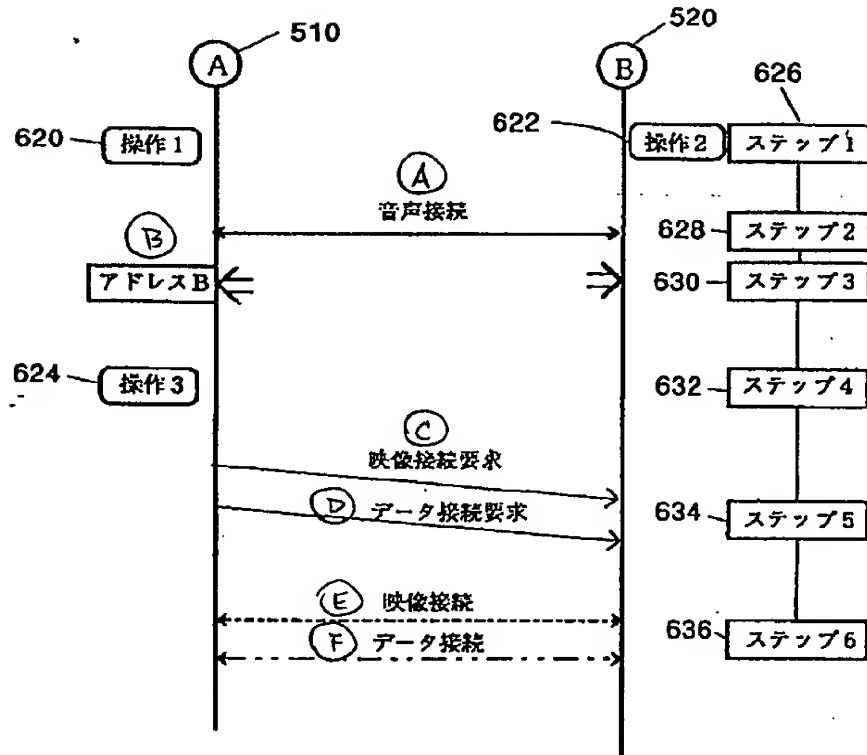 510
520
A
B
626
620
操作1
622
操作2
ステップ1
A
音声接続
628
ステップ2
B
アドレスB
630
ステップ3
624
操作3
632
ステップ4
C
映像接続要求
D データ接続要求
634
ステップ5
E 映像接続
F データ接続
636
ステップ6